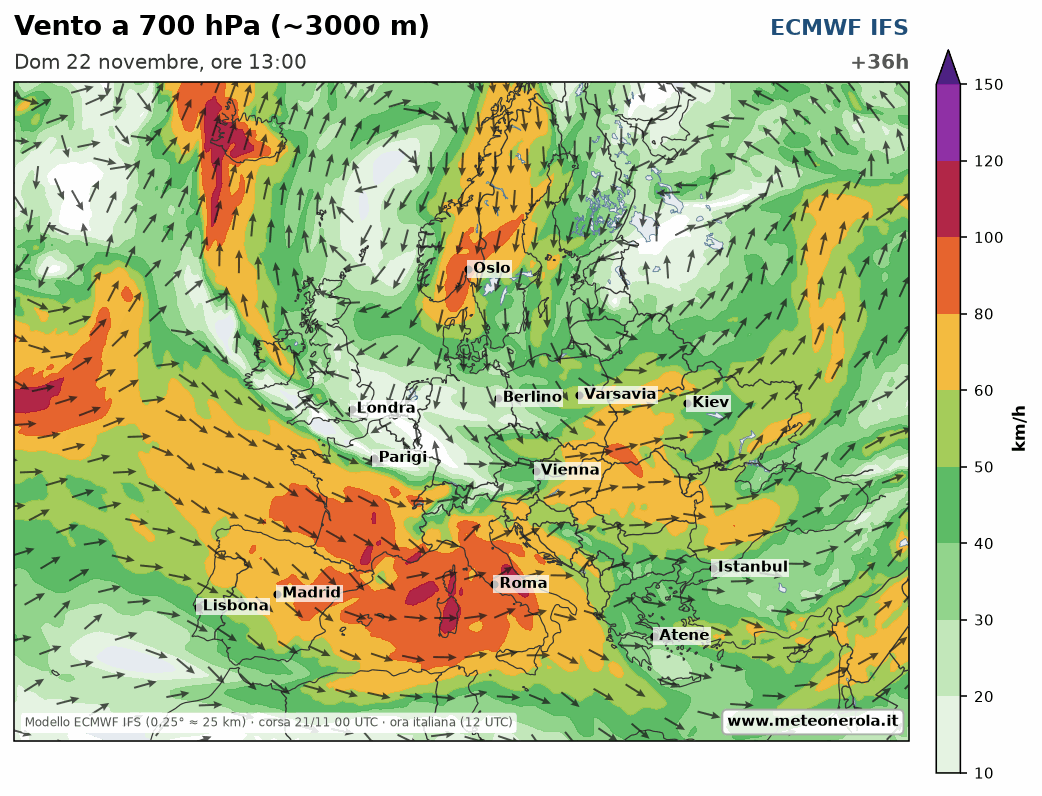 Vento a 700 hPa (~3000 m)
ECMWF IFS
Dom 22 novembre, ore 13:00
+36h
150
120
100
80
60
50
40
30
20
10
km/h
Oslo
Londra
Berlino
Varsavia
Kiev
Parigi
Vienna
Istanbul
Roma
Madrid
Lisbona
Atene
Modello ECMWF IFS (0,25° ≈ 25 km) · corsa 21/11 00 UTC · ora italiana (12 UTC)
www.meteonerola.it